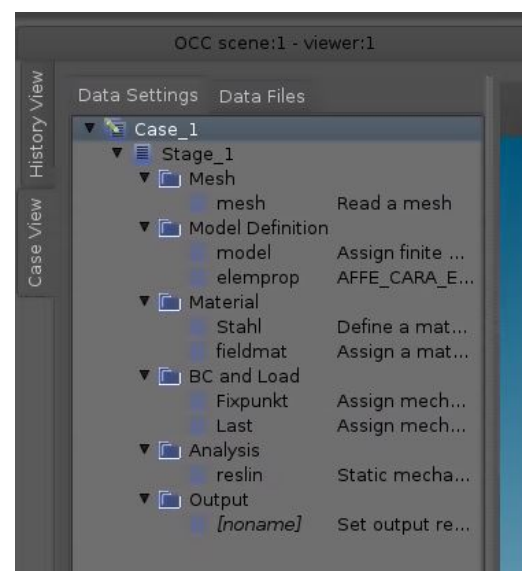 OCC scene:1 - viewer:1
History View
Case View
Data Settings Data Files
Case_1
Stage_1
Mesh
mesh Read a mesh
Model Definition
model Assign finite ...
elemprop AFFE_CARA_E...
Material
Stahl Define a mat...
fieldmat Assign a mat...
BC and Load
Fixpunkt Assign mech...
Last Assign mech...
Analysis
reslin Static mecha...
Output
[noname] Set output re...